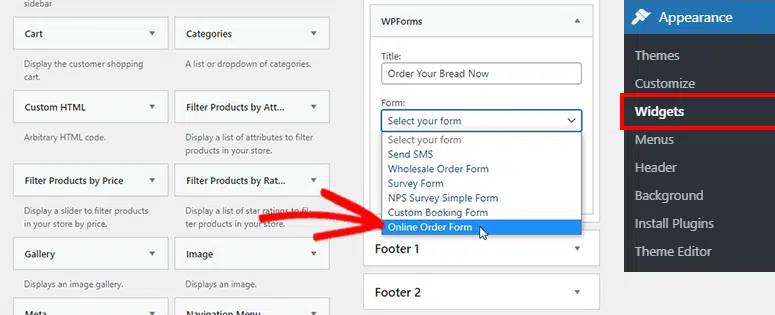 sidebar
Cart
Categories
Display the customer shopping
cart.
A list or dropdown of categories.
Custom HTML
Filter Products by Att...
Arbitrary HTML code.
Display a list of attributes to filter
products in your store.
Filter Products by Price
Filter Products by Rat...
Display a slider to filter products
in your store by price.
Display a list of star ratings to fil-
ter products in your store.
Gallery
Image
Displays an image gallery.
Displays an image.
Meta
Navigation Menu
WPForms
Title:
Order Your Bread Now
Form:
Select your form
Select your form
Send SMS
Wholesale Order Form
Survey Form
NPS Survey Simple Form
Custom Booking Form
Online Order Form
Footer 1
Footer 2
Appearance
Themes
Customize
Widgets
Menus
Header
Background
Install Plugins
Theme Editor